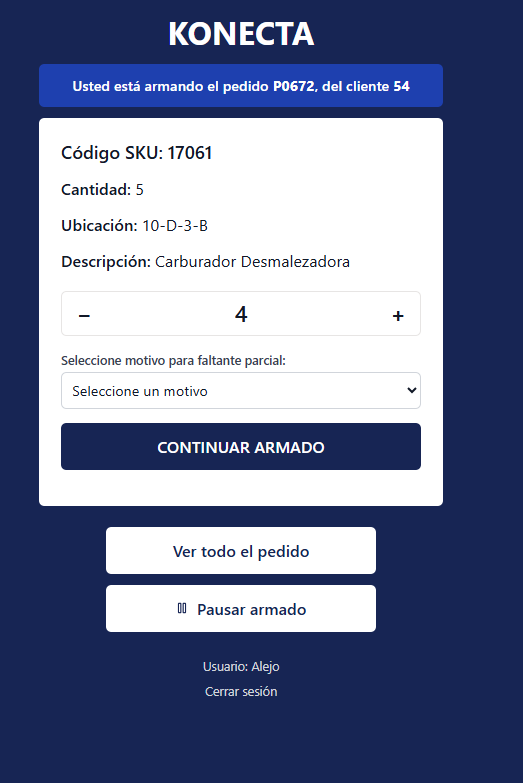 KONECTA
Usted está armando el pedido P0672, del cliente 54
Código SKU: 17061
Cantidad: 5
Ubicación: 10-D-3-B
Descripción: Carburador Desmalezadora
− 4 +
Seleccione motivo para faltante parcial:
Seleccione un motivo
CONTINUAR ARMADO
Ver todo el pedido
Pausar armado
Usuario: Alejo
Cerrar sesión